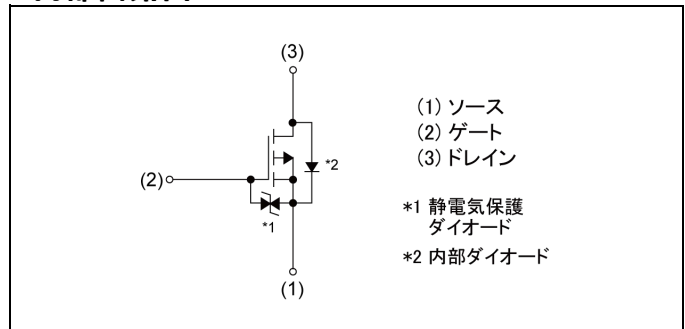 (3)
(1) ソース
(2) ゲート
(3) ドレイン
*2
(2)
*1
*1 静電気保護
ダイオード
*2 内部ダイオード
(1)